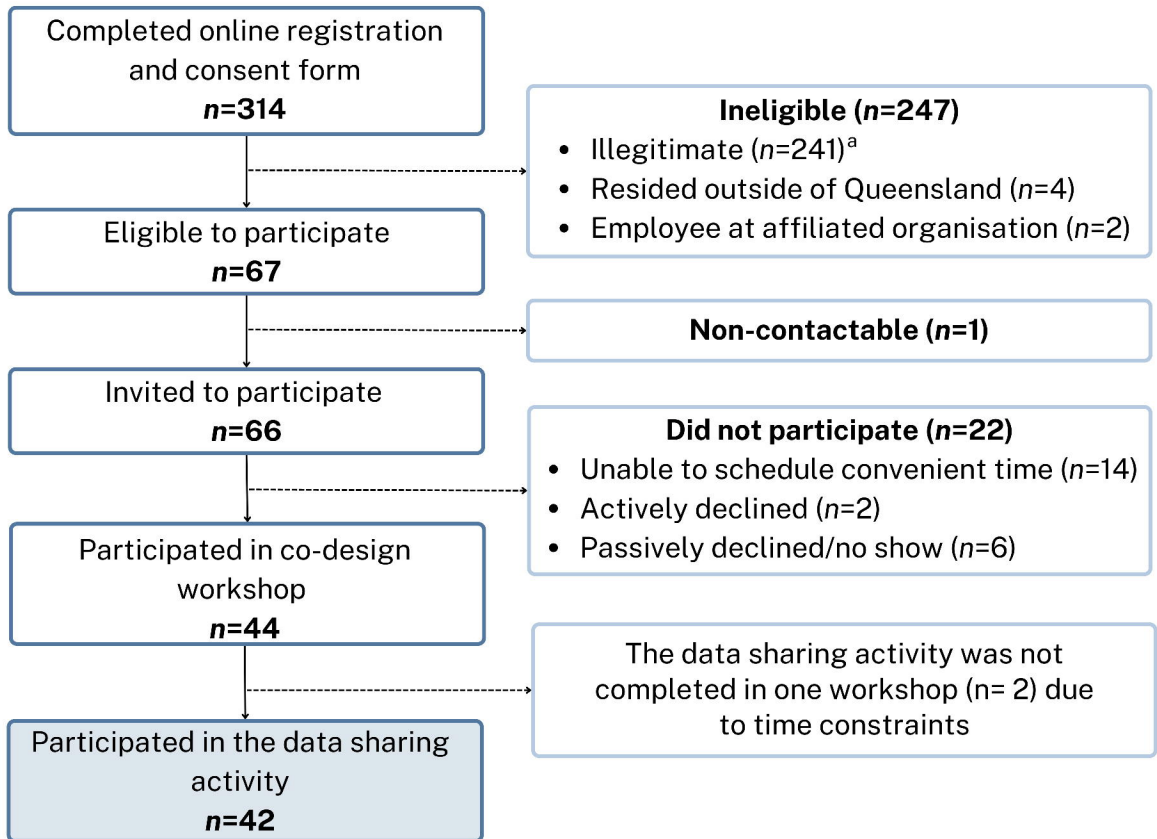 Completed online registration
and consent form
n=314
Ineligible (n=247)
• Illegitimate (n=241)ᵃ
• Resided outside of Queensland (n=4)
• Employee at affiliated organisation (n=2)
Eligible to participate
n=67
Non-contactable (n=1)
Invited to participate
n=66
Did not participate (n=22)
• Unable to schedule convenient time (n=14)
• Actively declined (n=2)
• Passively declined/no show (n=6)
Participated in co-design
workshop
n=44
The data sharing activity was not
completed in one workshop (n= 2) due
to time constraints
Participated in the data sharing
activity
n=42